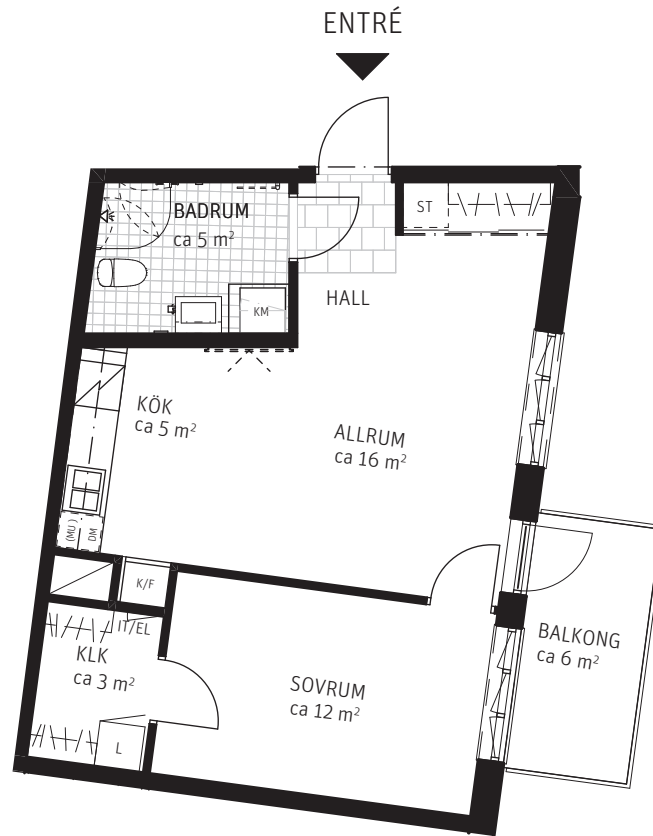 ENTRÉ
BADRUM
ca 5 m²
ST
KM
HALL
KÖK
ca 5 m²
ALLRUM
ca 16 m²
(MU)
DM
K/F
IT/EL
KLK
ca 3 m²
L
SOVRUM
ca 12 m²
BALKONG
ca 6 m²